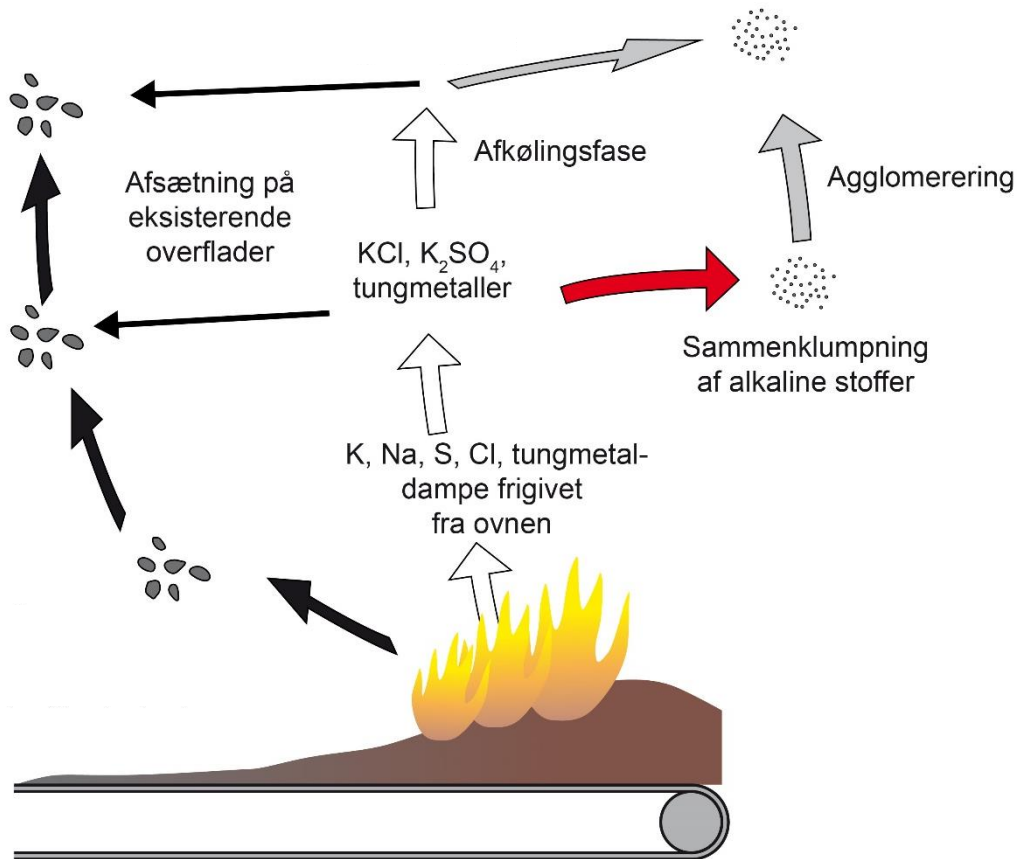 Afkølingsfase
Agglomerering
Afsætning på
eksisterende
overflader
KCl, K₂SO₄,
tungmetaller
Sammenklumpning
af alkaline stoffer
K, Na, S, Cl, tungmetal-
dampe frigivet
fra ovnen